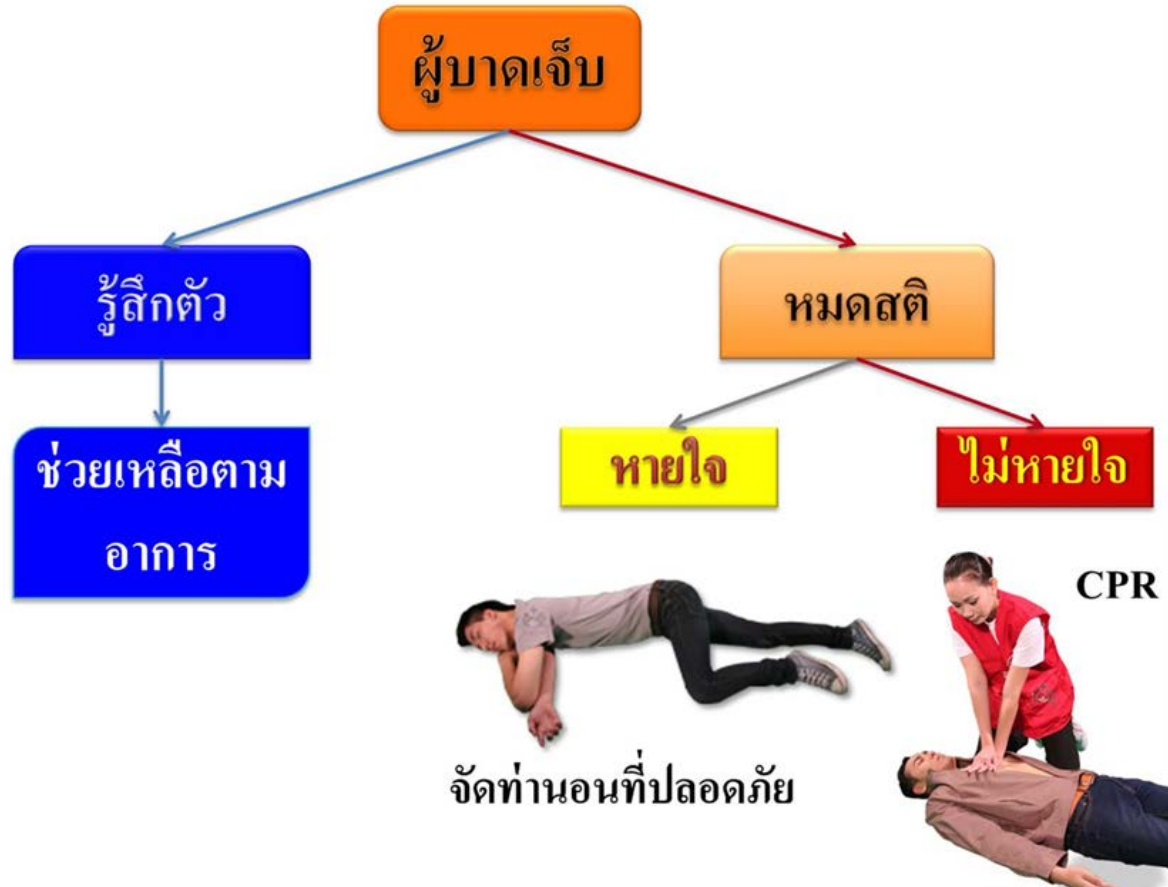 ผู้บาดเจ็บ
รู้สึกตัว
หมดสติ
ช่วยเหลือตาม
อาการ
หายใจ
ไม่หายใจ
CPR
จัดท่านอนที่ปลอดภัย